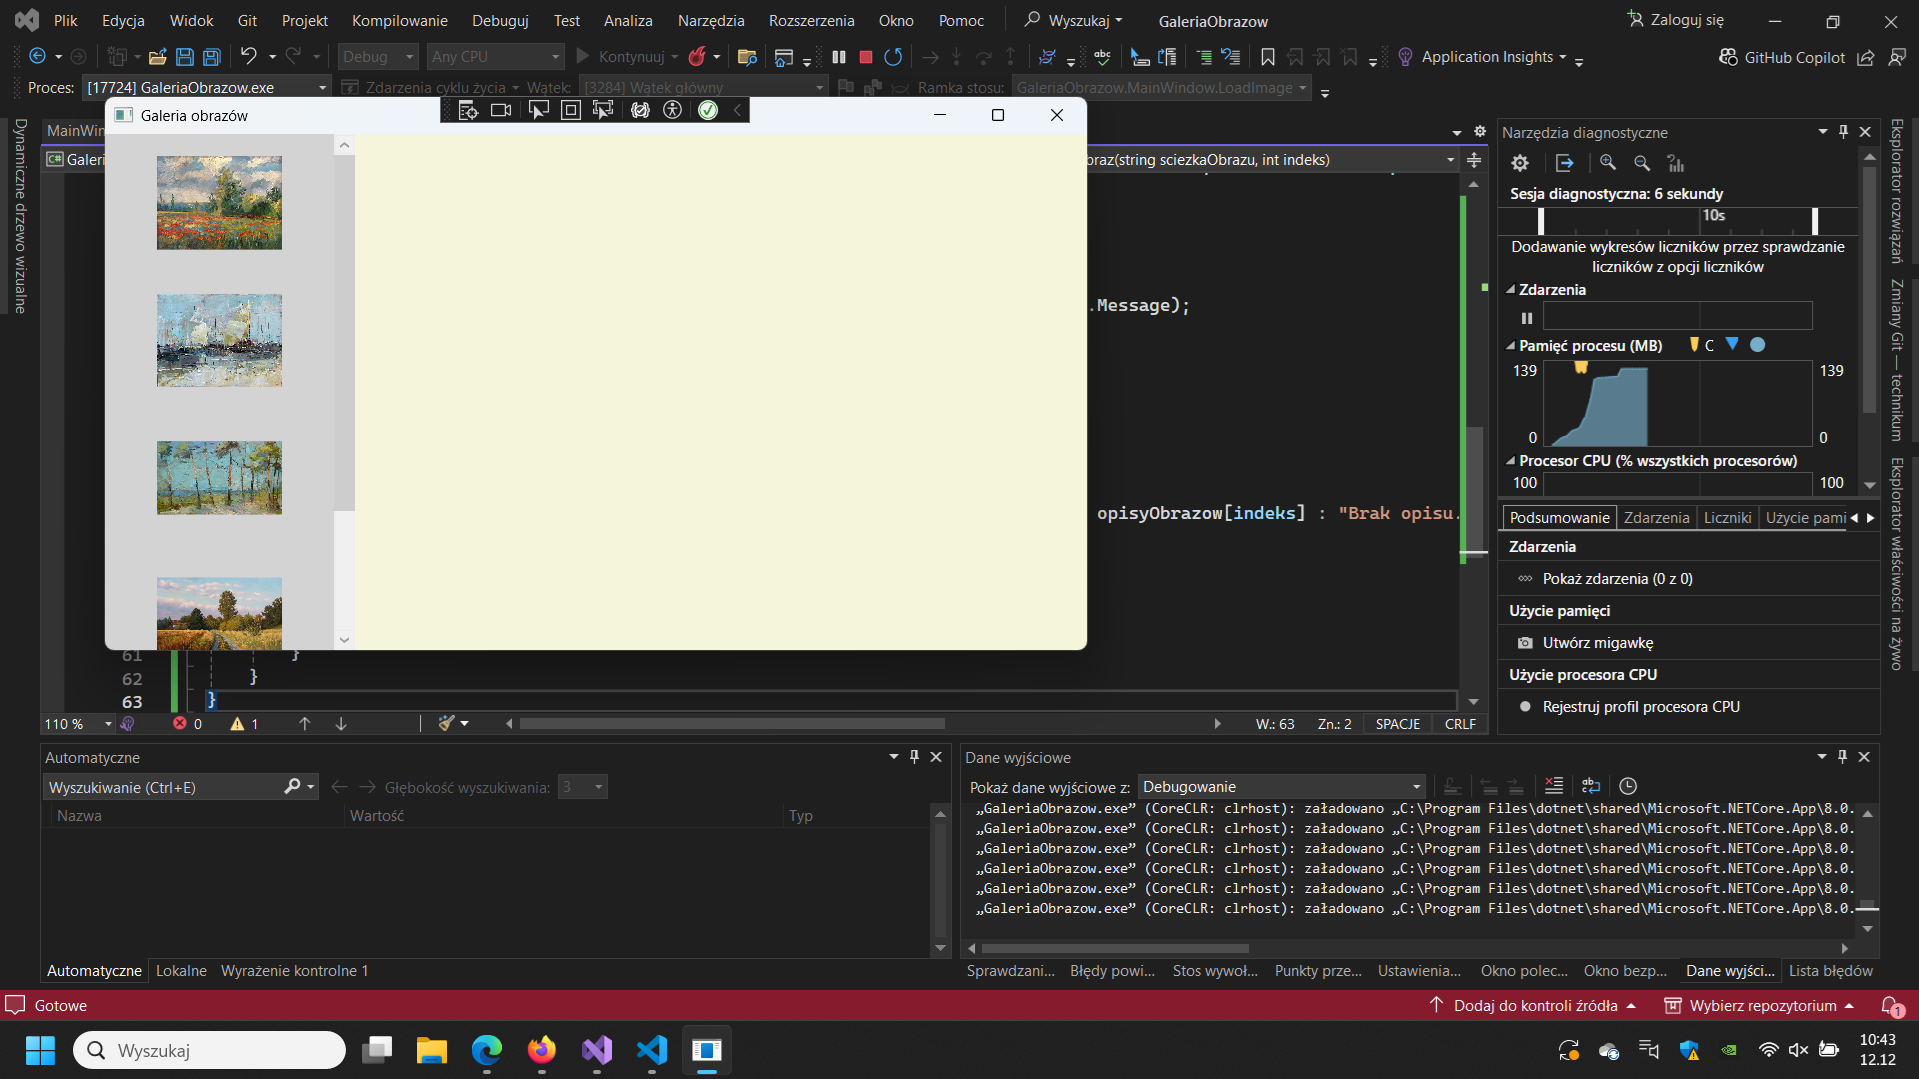 Plik Edycja Widok Git Projekt Kompilowanie Debuguj Test Analiza Narzędzia Rozszerzenia Okno Pomoc Wyszukaj GaleriaObrazow Zaloguj się
Debug Any CPU Kontynuuj Application Insights GitHub Copilot
Proces: [17724] GaleriaObrazow.exe Zdarzenia cyklu życia Wątek: [3284] Wątek główny Ramka stosu: GaleriaObrazow.MainWindow.LoadImage
Galeria obrazów
Dynamiczne drzewo wizualne
MainWin
Galeri
braz(string sciezkaObrazu, int indeks)
.Message);
opisyObrazow[indeks] : "Brak opisu.
61 }
62 }
63 }
110 % 0 1 W.: 63 Zn.: 2 SPACJE CRLF
Narzędzia diagnostyczne
Sesja diagnostyczna: 6 sekundy
10s
Dodawanie wykresów liczników przez sprawdzanie
liczników z opcji liczników
Zdarzenia
Pamięć procesu (MB) C
139 139
0 0
Procesor CPU (% wszystkich procesorów)
100 100
Podsumowanie Zdarzenia Liczniki Użycie pami
Zdarzenia
Pokaż zdarzenia (0 z 0)
Użycie pamięci
Utwórz migawkę
Użycie procesora CPU
Rejestruj profil procesora CPU
Eksplorator rozwiązań
Zmiany Git — technikum
Eksplorator właściwości na żywo
Automatyczne
Wyszukiwanie (Ctrl+E) Głębokość wyszukiwania: 3
Nazwa Wartość Typ
Automatyczne Lokalne Wyrażenie kontrolne 1
Dane wyjściowe
Pokaż dane wyjściowe z: Debugowanie
„GaleriaObrazow.exe” (CoreCLR: clrhost): załadowano „C:\Program Files\dotnet\shared\Microsoft.NETCore.App\8.0.
„GaleriaObrazow.exe” (CoreCLR: clrhost): załadowano „C:\Program Files\dotnet\shared\Microsoft.NETCore.App\8.0.
„GaleriaObrazow.exe” (CoreCLR: clrhost): załadowano „C:\Program Files\dotnet\shared\Microsoft.NETCore.App\8.0.
„GaleriaObrazow.exe” (CoreCLR: clrhost): załadowano „C:\Program Files\dotnet\shared\Microsoft.NETCore.App\8.0.
„GaleriaObrazow.exe” (CoreCLR: clrhost): załadowano „C:\Program Files\dotnet\shared\Microsoft.NETCore.App\8.0.
„GaleriaObrazow.exe” (CoreCLR: clrhost): załadowano „C:\Program Files\dotnet\shared\Microsoft.NETCore.App\8.0.
Sprawdzani... Błędy powi... Stos wywoł... Punkty prze... Ustawienia... Okno polec... Okno bezp... Dane wyjści... Lista błędów
Gotowe Dodaj do kontroli źródła Wybierz repozytorium 1
Wyszukaj
10:43
12.12